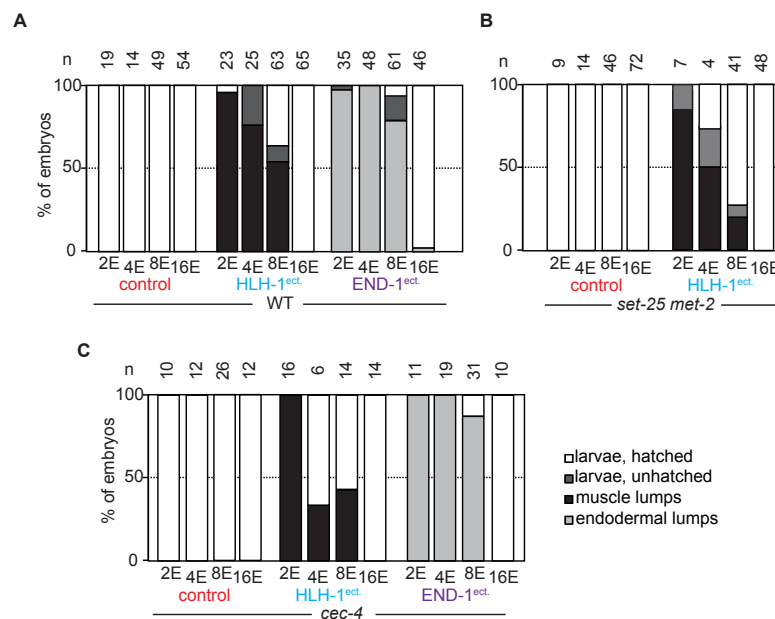 A
n 19 14 49 54 23 25 63 65 35 48 61 46
% of embryos
100
50
0
2E 4E 8E 16E 2E 4E 8E 16E 2E 4E 8E 16E
control HLH-1ect. END-1ect.
WT
B
n 9 14 46 72 7 4 41 48
% of embryos
100
50
0
2E 4E 8E 16E 2E 4E 8E 16E
control HLH-1ect.
set-25 met-2
C
n 10 12 26 12 16 6 14 14 11 19 31 10
% of embryos
100
50
0
2E 4E 8E 16E 2E 4E 8E 16E 2E 4E 8E 16E
control HLH-1ect. END-1ect.
cec-4
larvae, hatched
larvae, unhatched
muscle lumps
endodermal lumps